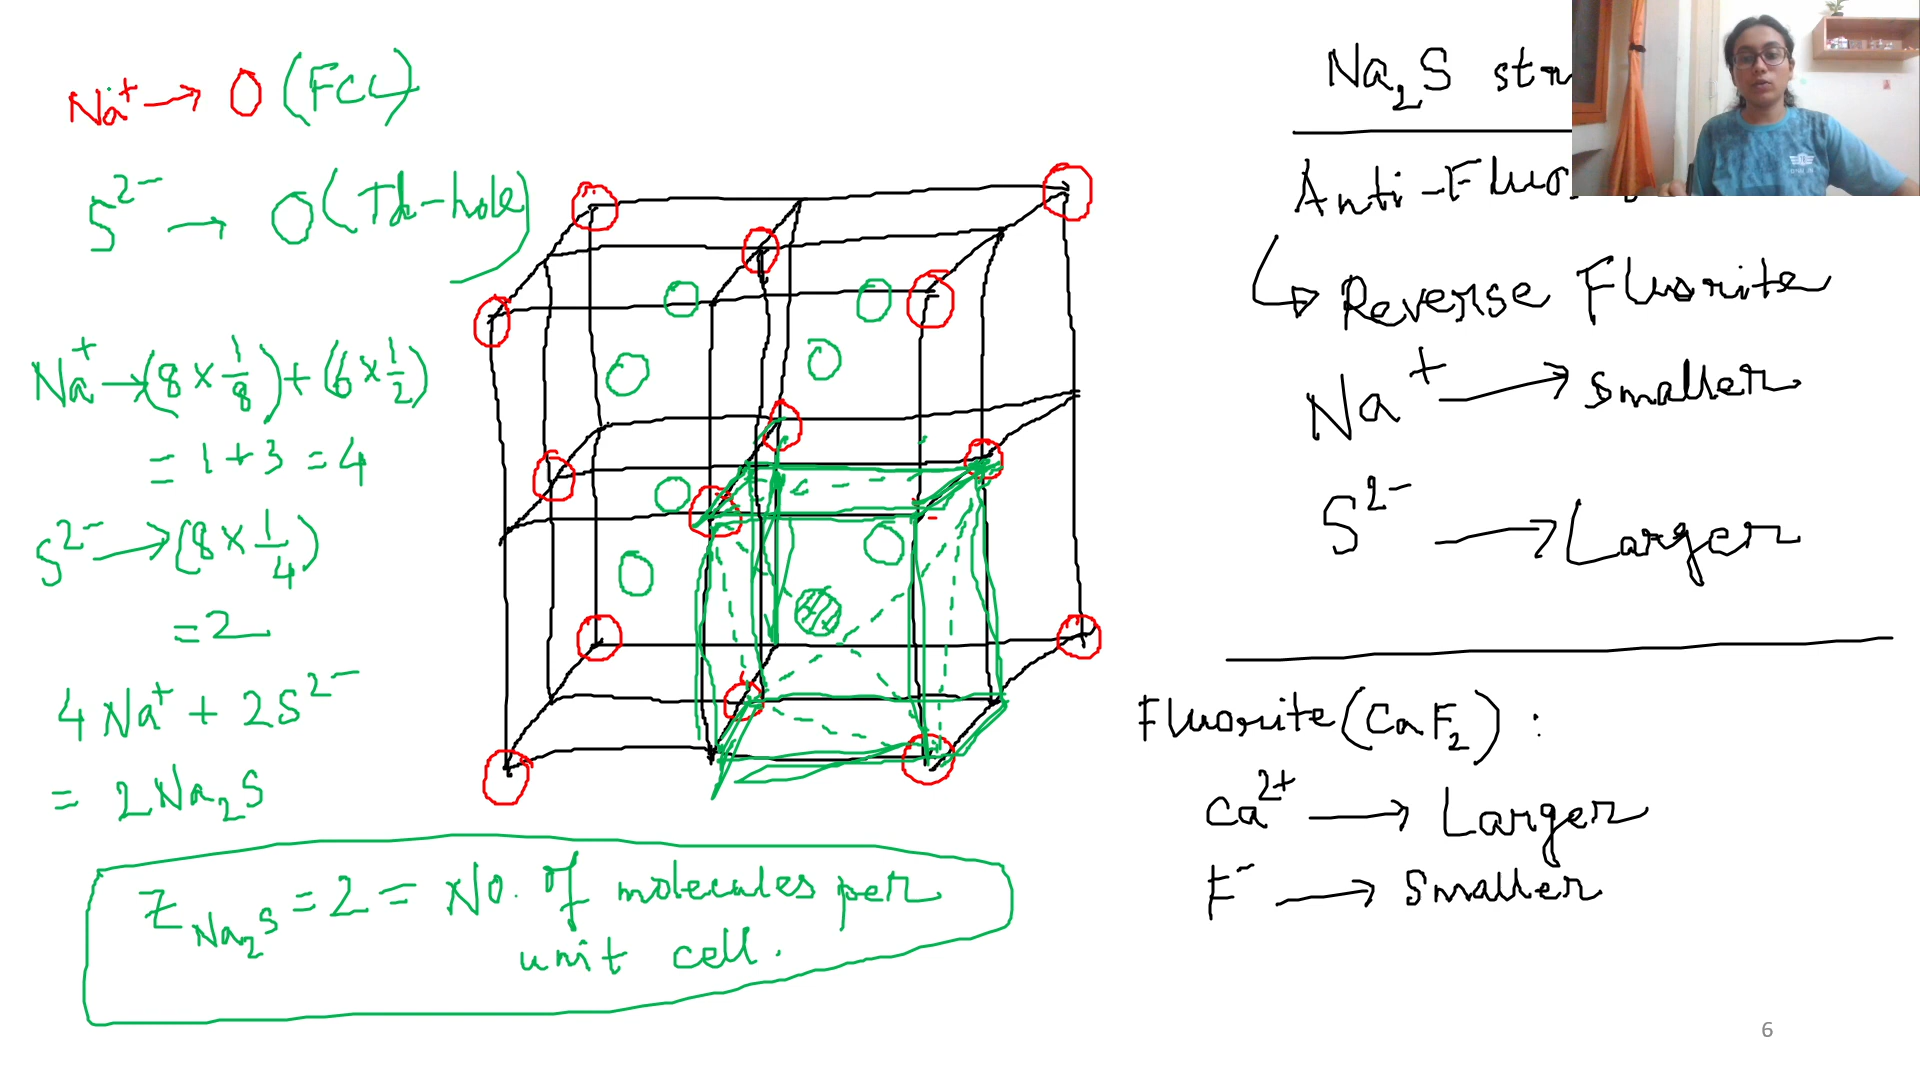 Na⁺ → O (FCC)
S²⁻ → O (Td-hole)
Na⁺ → (8 × 1/8) + (6 × 1/2)
= 1 + 3 = 4
S²⁻ → (8 × 1/4)
= 2
4 Na⁺ + 2S²⁻
= 2Na₂S
Z Na₂S = 2 = No. of molecules per
unit cell.
Na₂S
Anti-Fluo
↳ Reverse Fluorite
Na⁺ → smaller
S²⁻ → Larger
Fluorite (CaF₂) :
Ca²⁺ → Larger
F⁻ → Smaller
6